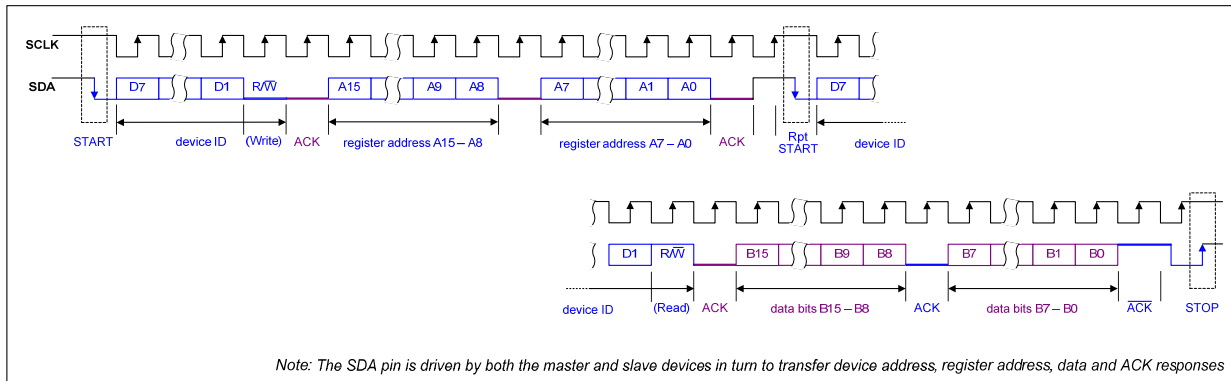 SCLK
SDA
D7 D1 R/W̅ A15 A9 A8 A7 A1 A0 D7
START device ID (Write) ACK register address A15 – A8 register address A7 – A0 ACK Rpt START device ID
D1 R/W̅ B15 B9 B8 B7 B1 B0
device ID (Read) ACK data bits B15 – B8 ACK data bits B7 – B0 A̅C̅K̅ STOP
Note: The SDA pin is driven by both the master and slave devices in turn to transfer device address, register address, data and ACK responses